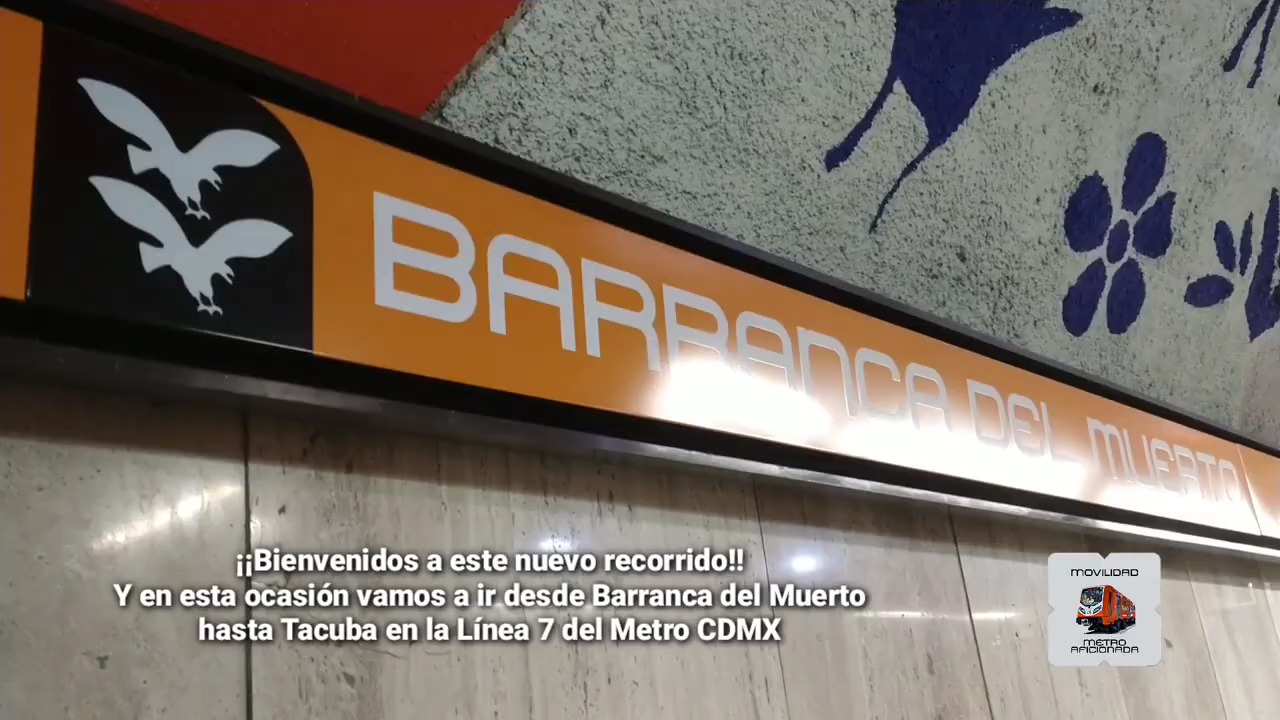 BARRANCA DEL MUERTO
¡¡Bienvenidos a este nuevo recorrido!!
Y en esta ocasión vamos a ir desde Barranca del Muerto
hasta Tacuba en la Línea 7 del Metro CDMX
MOVILIDAD
METRO
AFICIONADA